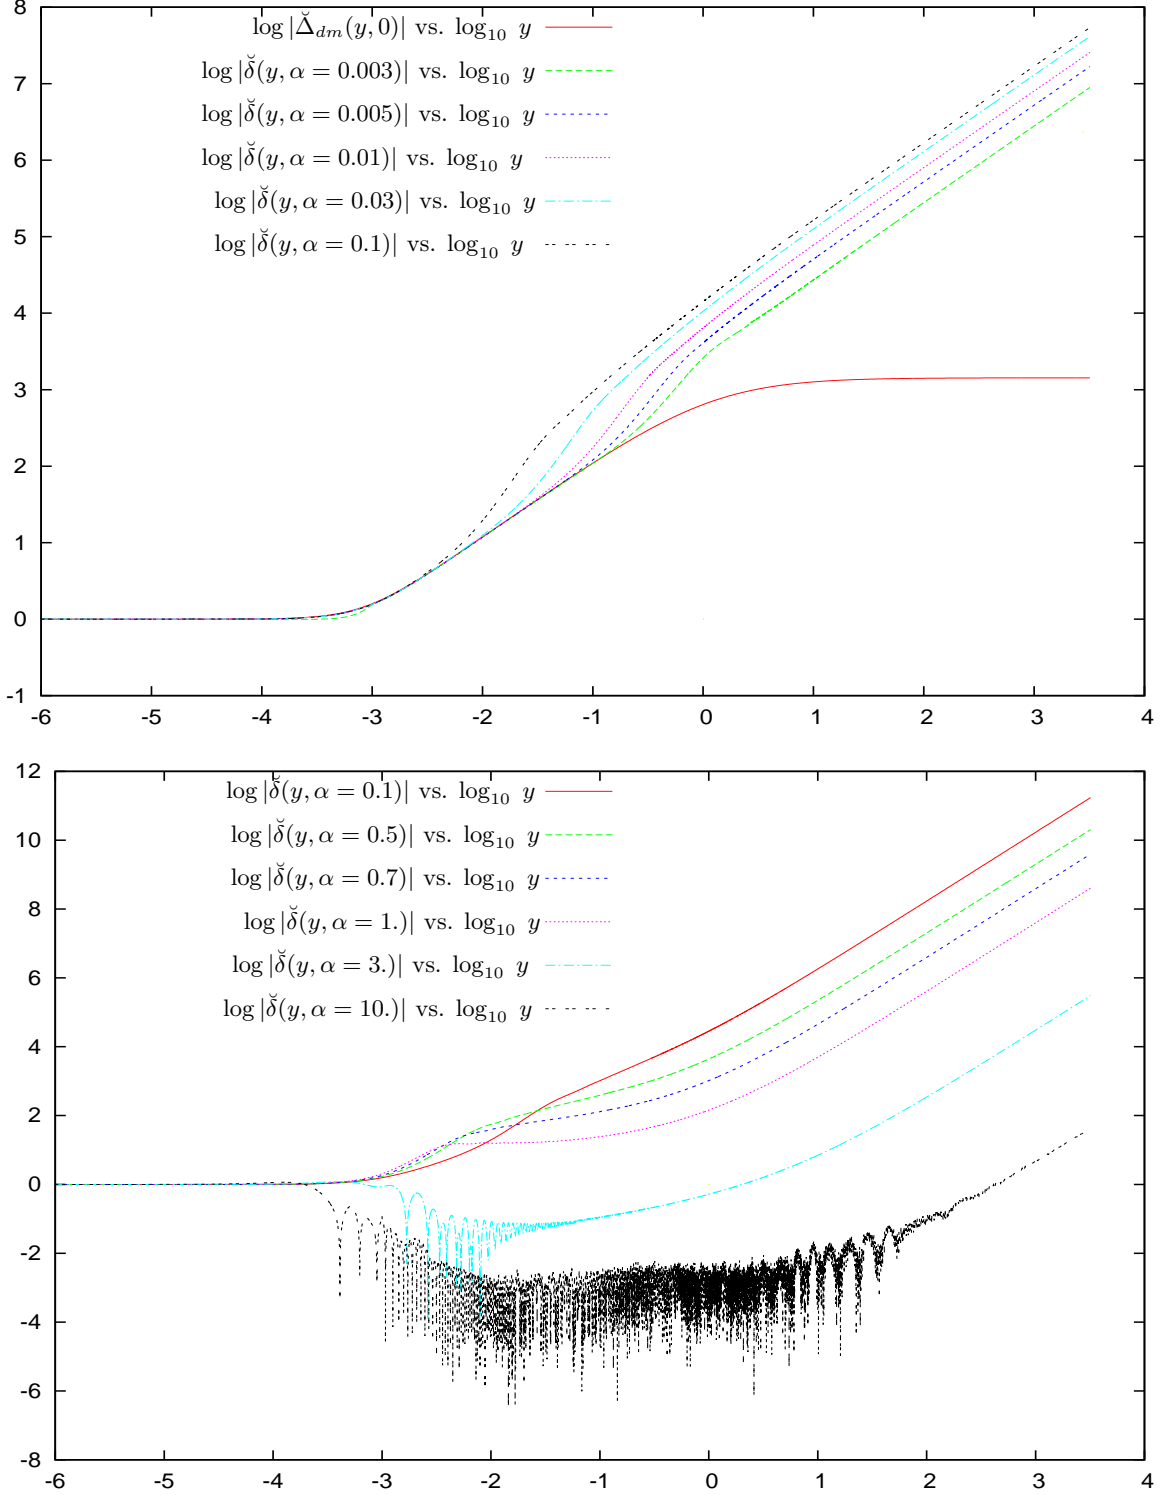 8
7
6
5
4
3
2
1
0
-1
log |Δ̆dm(y, 0)| vs. log10 y
log |δ̆(y, α = 0.003)| vs. log10 y
log |δ̆(y, α = 0.005)| vs. log10 y
log |δ̆(y, α = 0.01)| vs. log10 y
log |δ̆(y, α = 0.03)| vs. log10 y
log |δ̆(y, α = 0.1)| vs. log10 y
-6 -5 -4 -3 -2 -1 0 1 2 3 4
12
10
8
6
4
2
0
-2
-4
-6
-8
log |δ̆(y, α = 0.1)| vs. log10 y
log |δ̆(y, α = 0.5)| vs. log10 y
log |δ̆(y, α = 0.7)| vs. log10 y
log |δ̆(y, α = 1.)| vs. log10 y
log |δ̆(y, α = 3.)| vs. log10 y
log |δ̆(y, α = 10.)| vs. log10 y
-6 -5 -4 -3 -2 -1 0 1 2 3 4